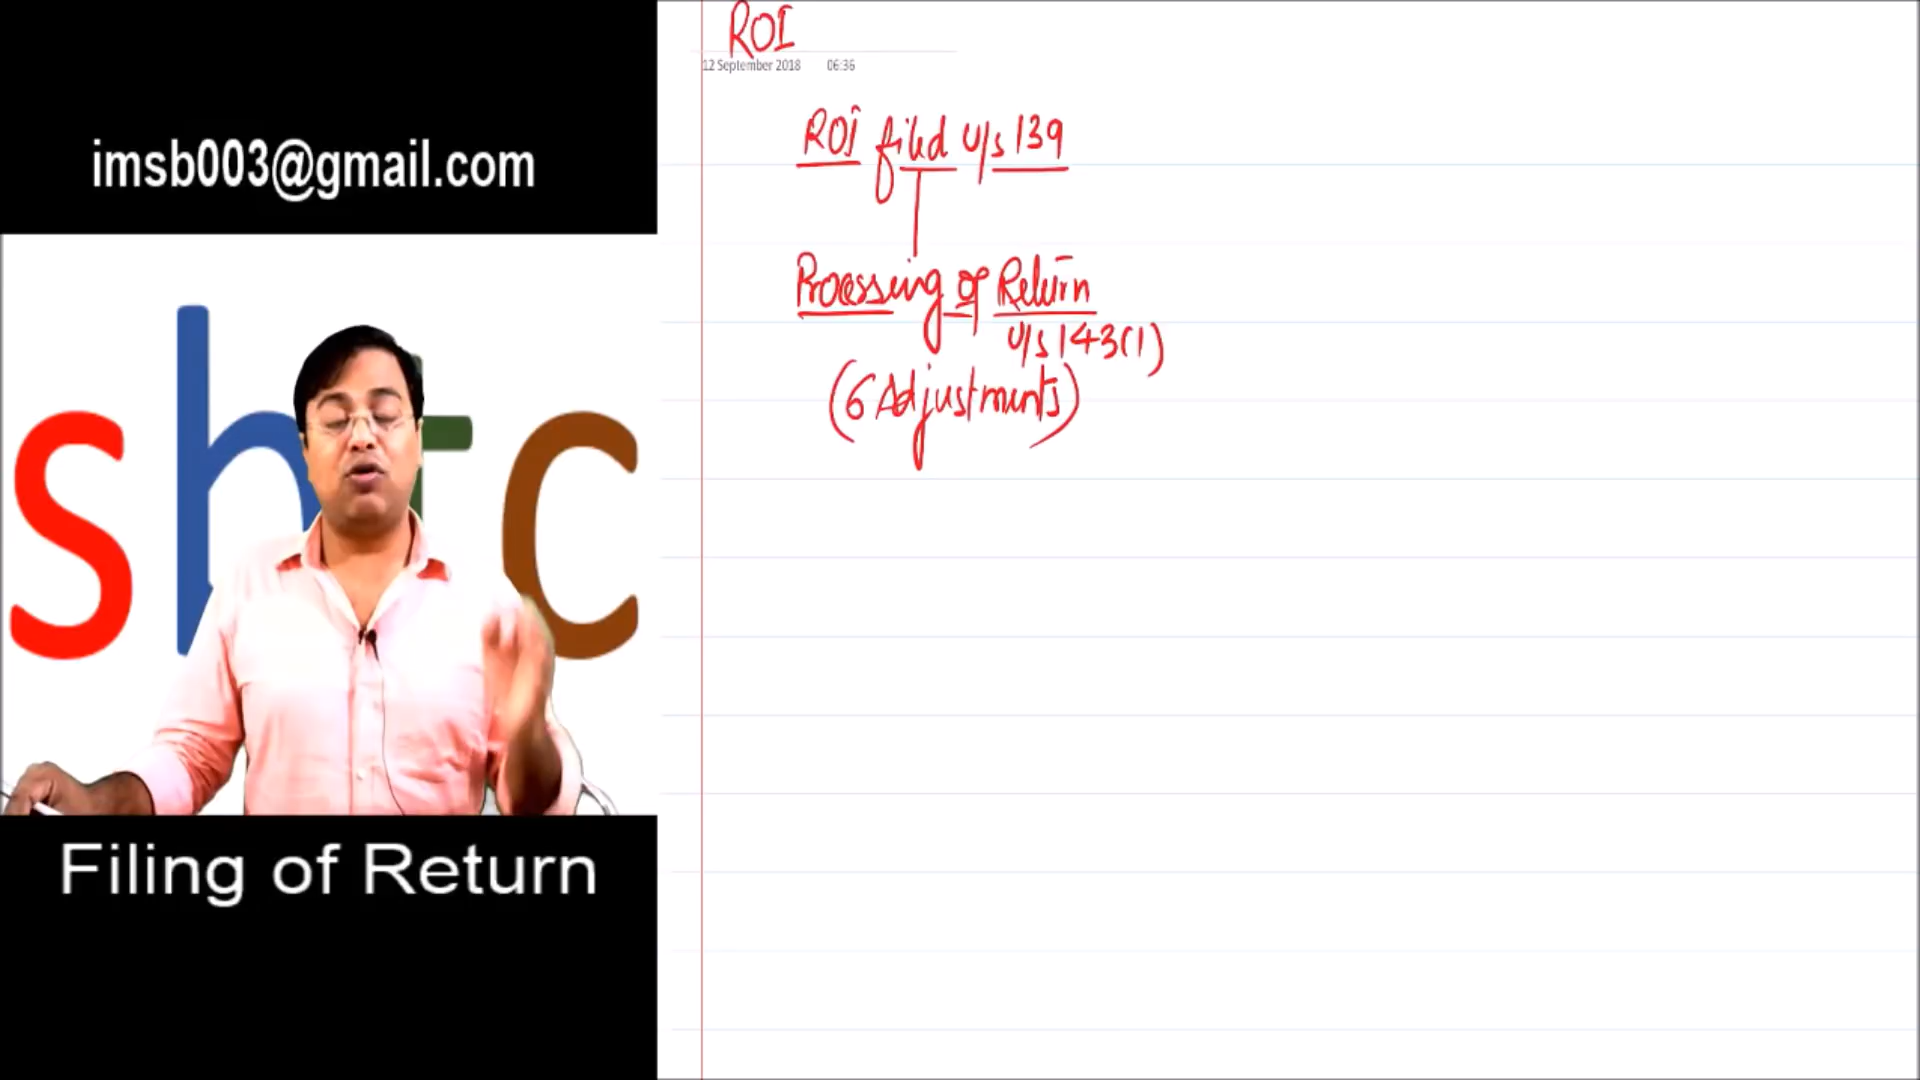 imsb003@gmail.com
shtc
Filing of Return
ROI
12 September 2018 06:36
ROI filed u/s 139
Processing of Return
u/s 143(1)
(6 Adjustments)